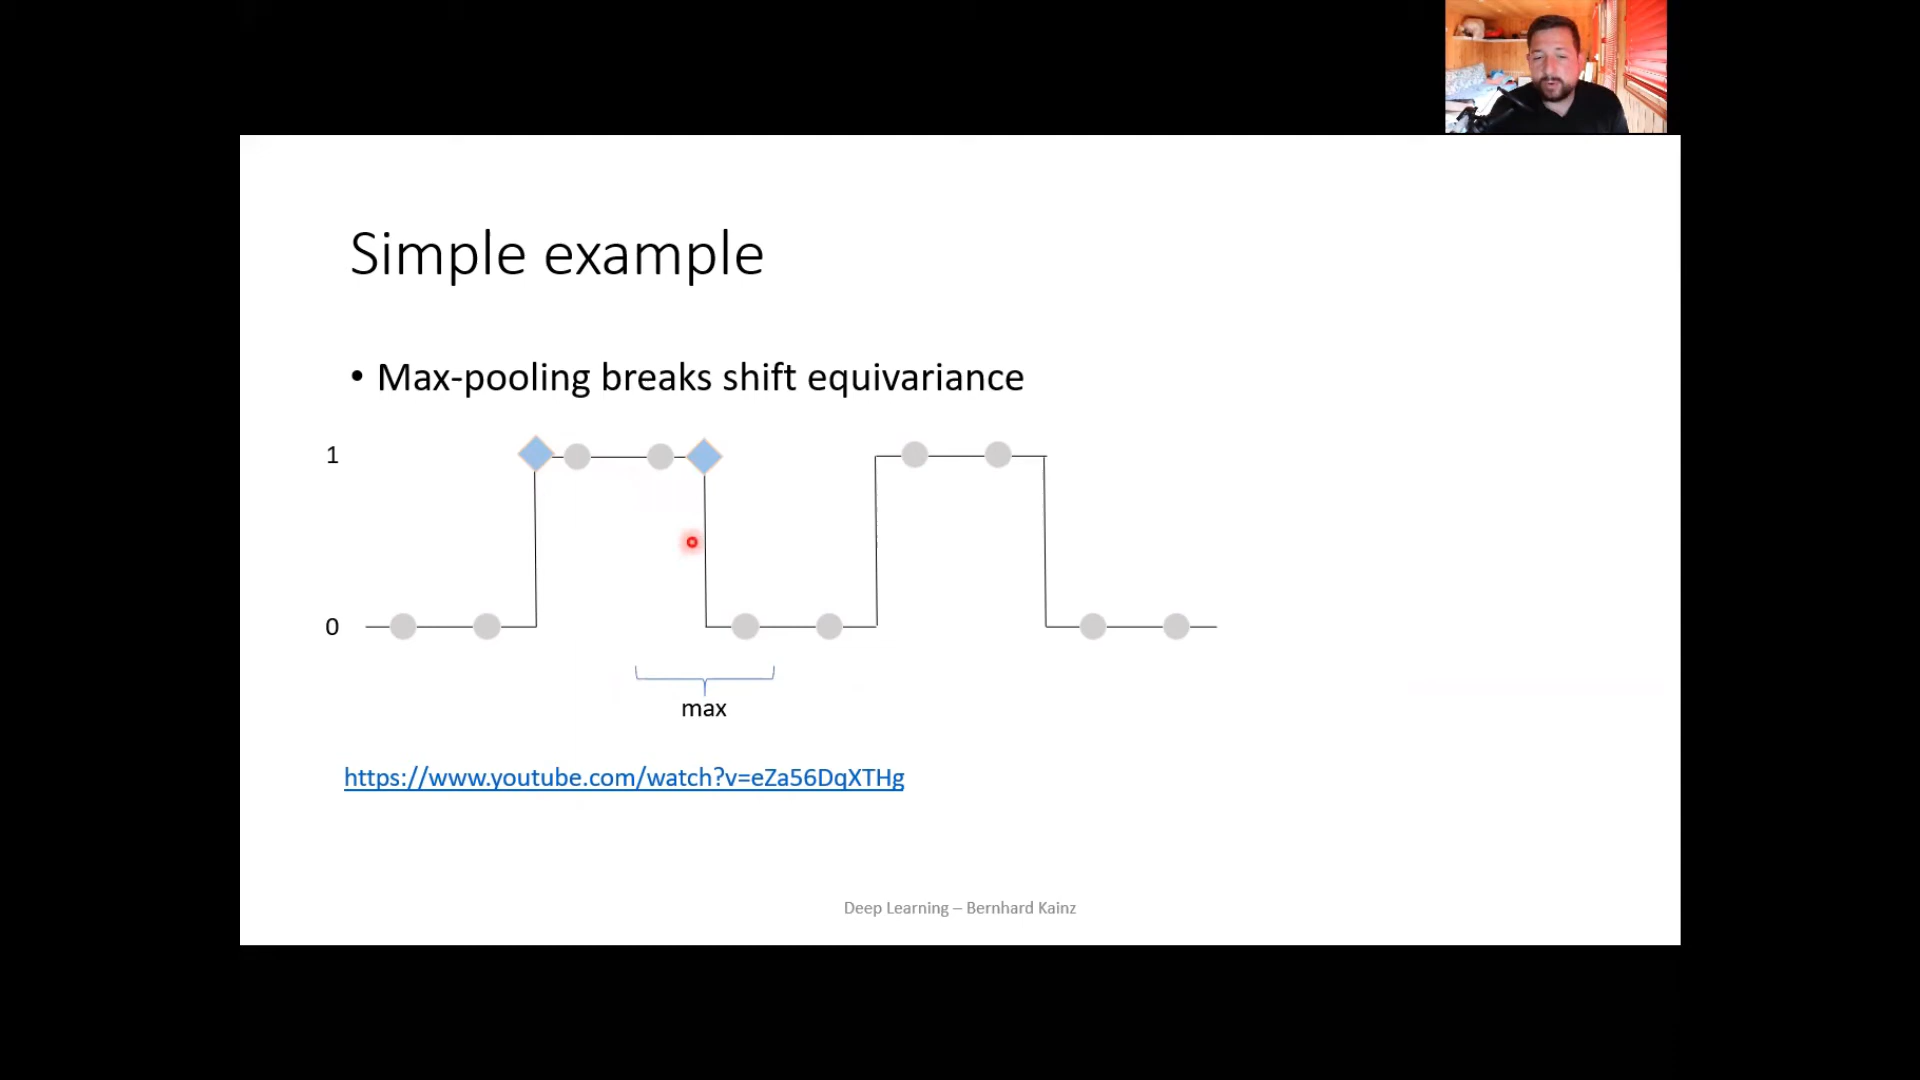 Simple example
• Max-pooling breaks shift equivariance
1
0
max
https://www.youtube.com/watch?v=eZa56DqXTHg
Deep Learning – Bernhard Kainz